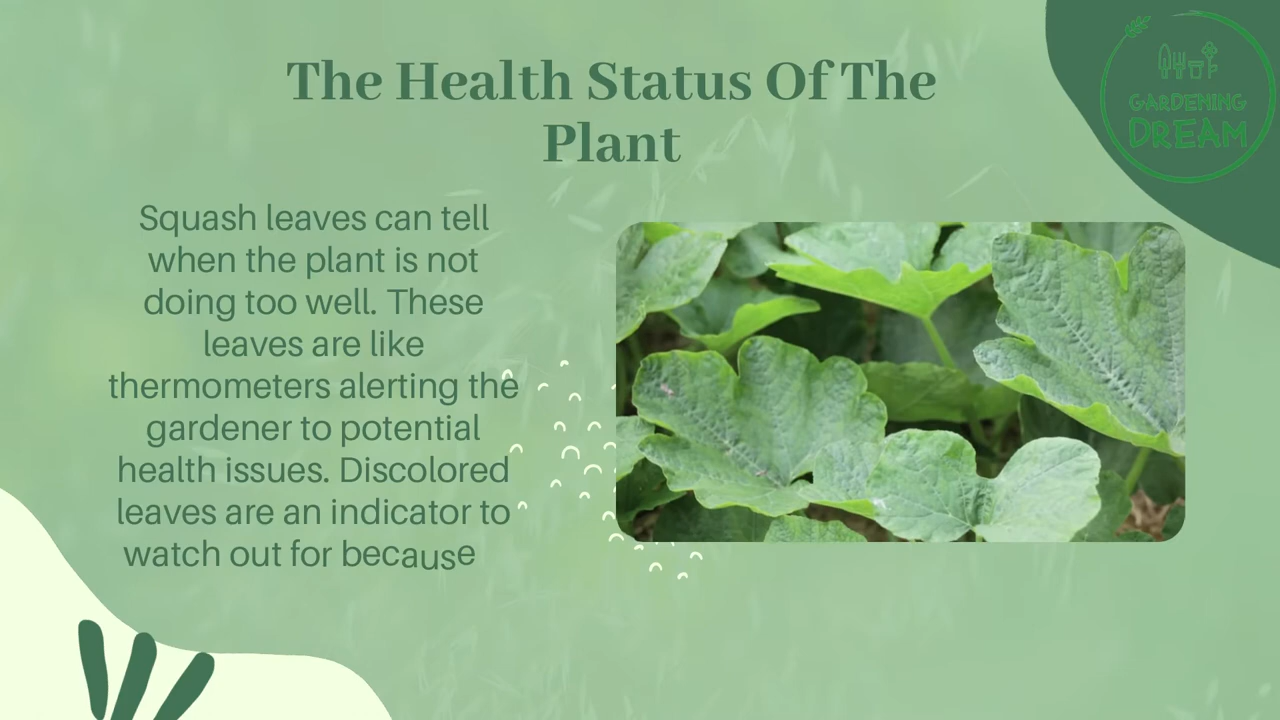 The Health Status Of The
Plant
GARDENING
DREAM
Squash leaves can tell
when the plant is not
doing too well. These
leaves are like
thermometers alerting the
gardener to potential
health issues. Discolored
leaves are an indicator to
watch out for because